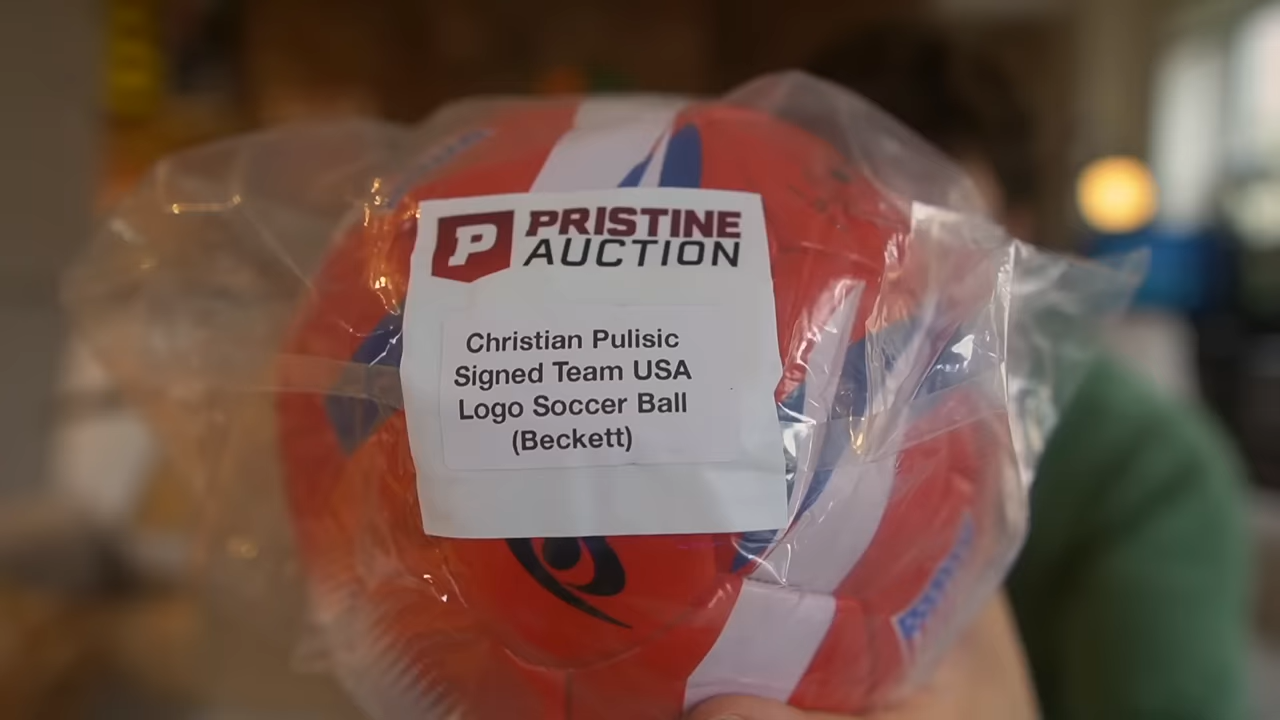 PRISTINE
AUCTION
Christian Pulisic
Signed Team USA
Logo Soccer Ball
(Beckett)